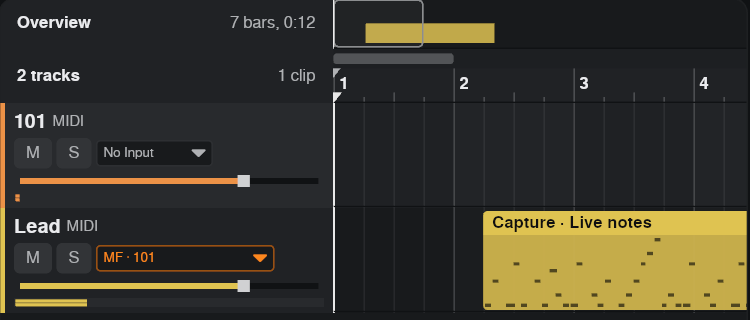 Overview 7 bars, 0:12
2 tracks 1 clip
1 2 3 4
101 MIDI
M S No Input
Lead MIDI
M S MF · 101
Capture · Live notes